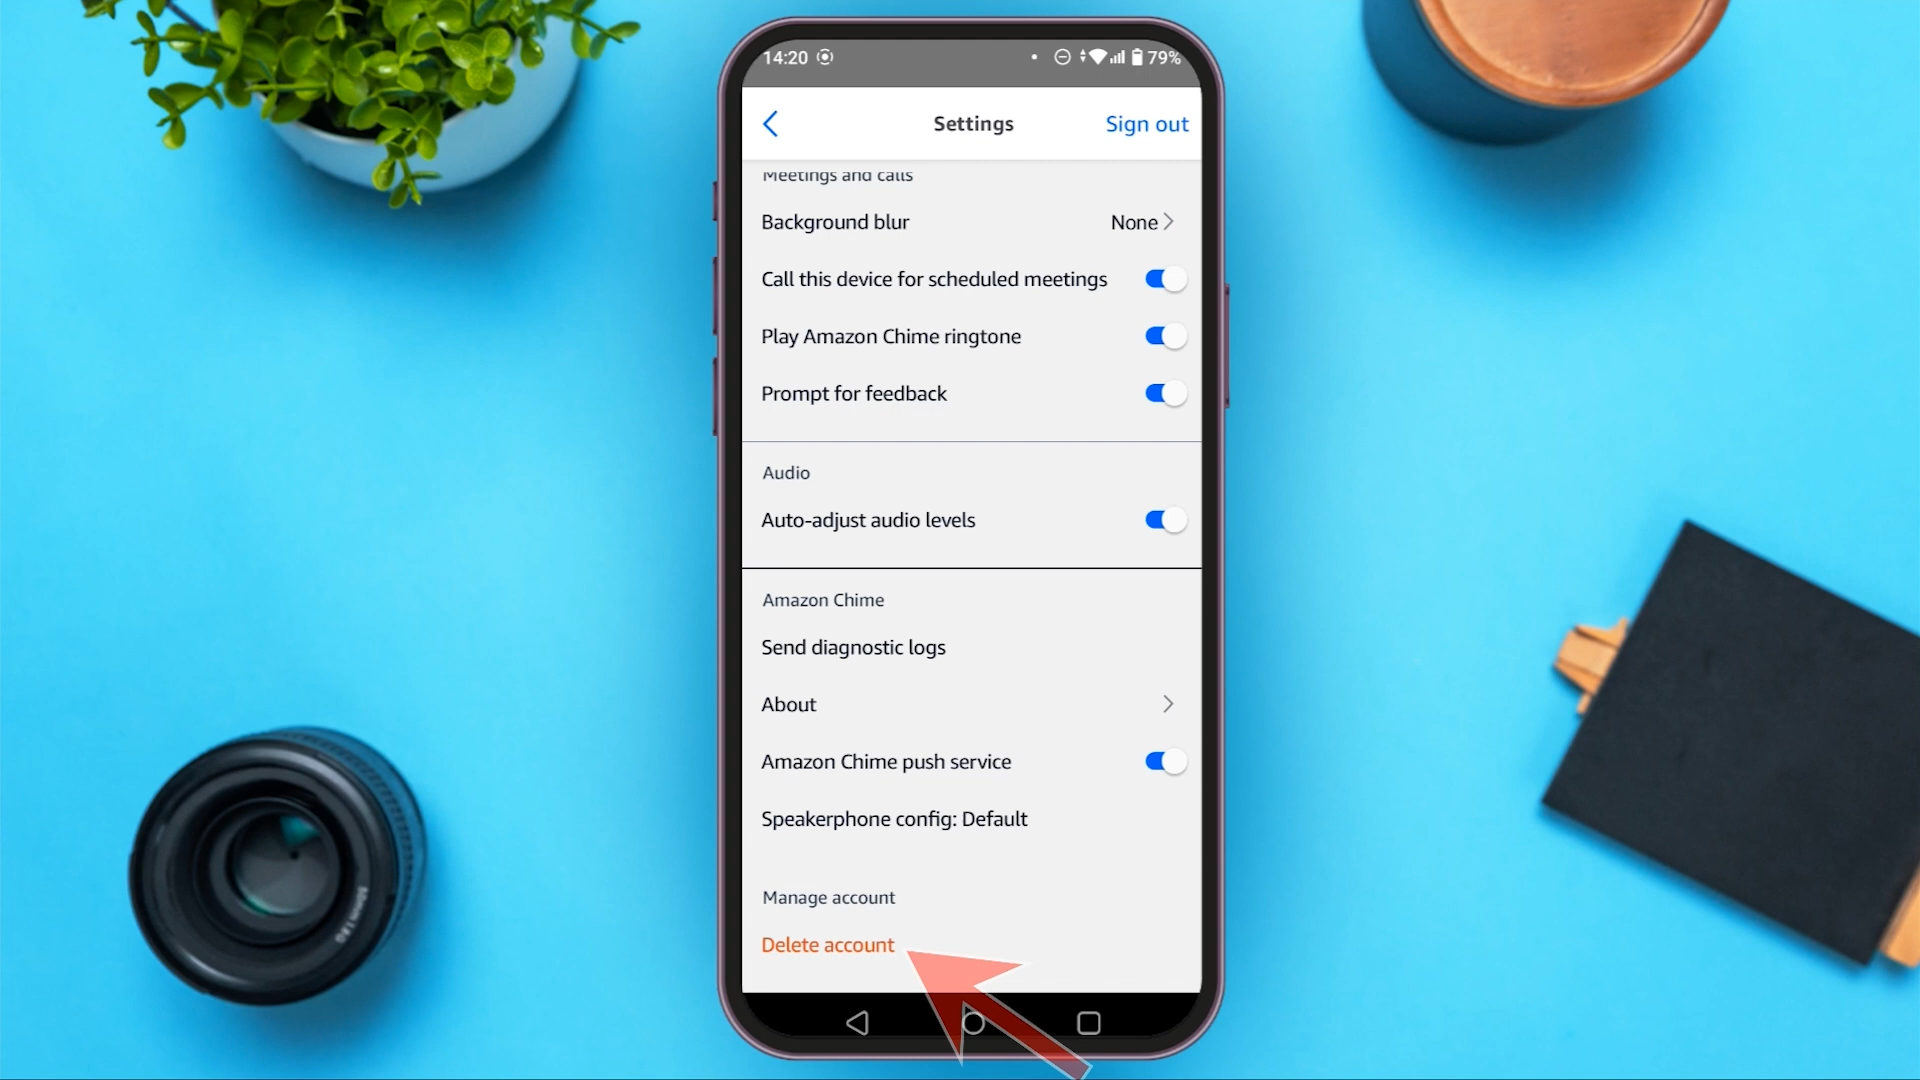 14:20 79%
Settings Sign out
Meetings and calls
Background blur None
Call this device for scheduled meetings
Play Amazon Chime ringtone
Prompt for feedback
Audio
Auto-adjust audio levels
Amazon Chime
Send diagnostic logs
About
Amazon Chime push service
Speakerphone config: Default
Manage account
Delete account